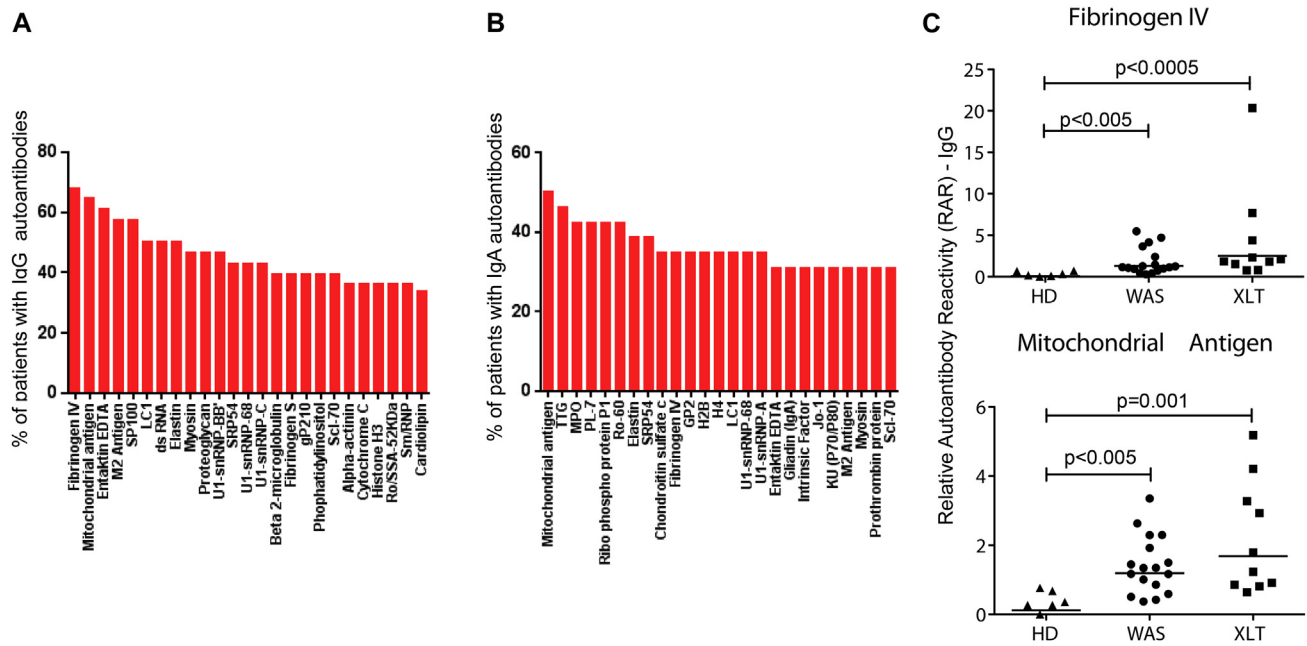 A
% of patients with IgG autoantibodies
80
60
40
20
0
Fibrinogen IV
Mitochondrial antigen
Entaktin EDTA
M2 Antigen
SP100
LC1
ds RNA
Elastin
Myosin
Proteoglycan
U1-snRNP-BB'
SRP54
U1-snRNP-68
U1-snRNP-C
Beta 2-microglobulin
Fibrinogen S
gP210
Phophatidylinositol
Scl-70
Alpha-actinin
Cytochrome C
Histone H3
Ro/SSA-52KDa
Sm/RNP
Cardiolipin
B
% of patients with IgA autoantibodies
60
40
20
0
Mitochondrial antigen
TTG
MPO
PL-7
Ribo phospho protein P1
Ro-60
Elastin
SRP54
Chondroitin sulfate c
Fibrinogen IV
GP2
H2B
H4
LC1
U1-snRNP-68
U1-snRNP-A
Entaktin EDTA
Gliadin (IgA)
Intrinsic Factor
Jo-1
KU (P70/P80)
M2 Antigen
Myosin
Prothrombin protein
Scl-70
C
Relative Autoantibody Reactivity (RAR) - IgG
Fibrinogen IV
25
20
15
10
5
0
p<0.0005
p<0.005
HD WAS XLT
Mitochondrial Antigen
6
4
2
0
p=0.001
p<0.005
HD WAS XLT